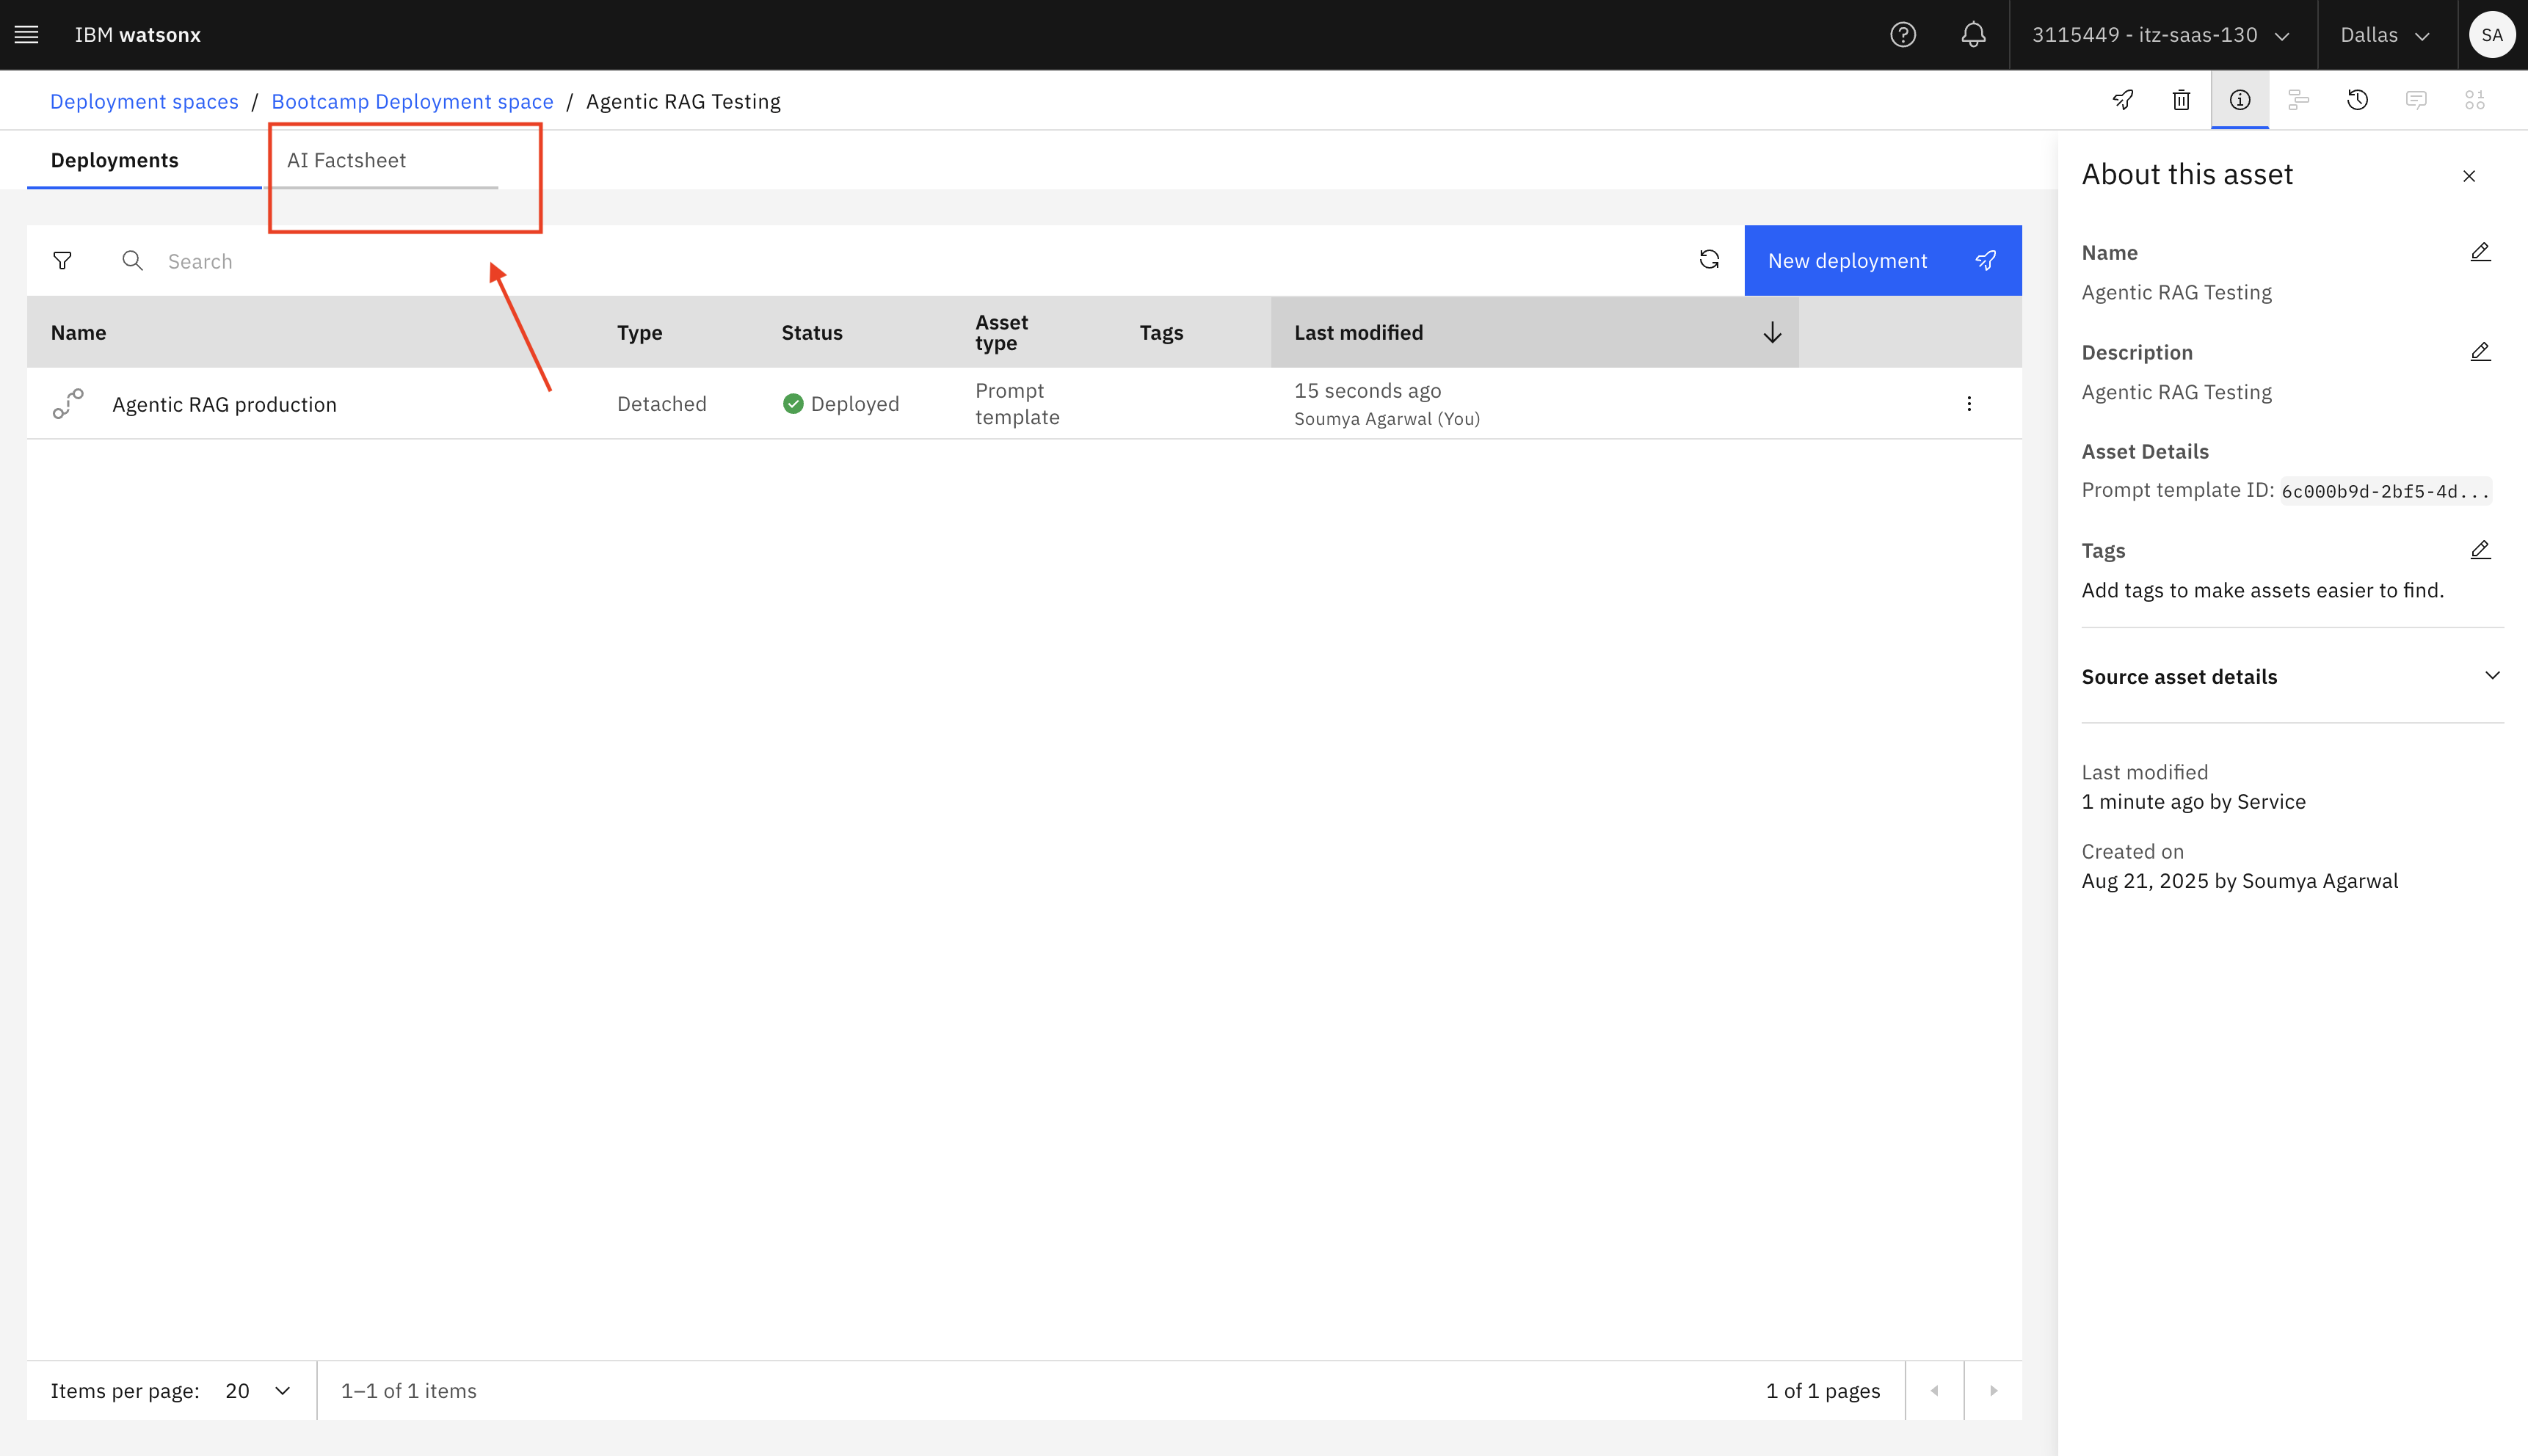 IBM watsonx
3115449 - itz-saas-130
Dallas
SA
Deployment spaces / Bootcamp Deployment space / Agentic RAG Testing
Deployments
AI Factsheet
Search
New deployment
Name
Type
Status
Asset
type
Tags
Last modified
Agentic RAG production
Detached
Deployed
Prompt
template
15 seconds ago
Soumya Agarwal (You)
Items per page: 20
1–1 of 1 items
1 of 1 pages
About this asset
Name
Agentic RAG Testing
Description
Agentic RAG Testing
Asset Details
Prompt template ID: 6c000b9d-2bf5-4d...
Tags
Add tags to make assets easier to find.
Source asset details
Last modified
1 minute ago by Service
Created on
Aug 21, 2025 by Soumya Agarwal